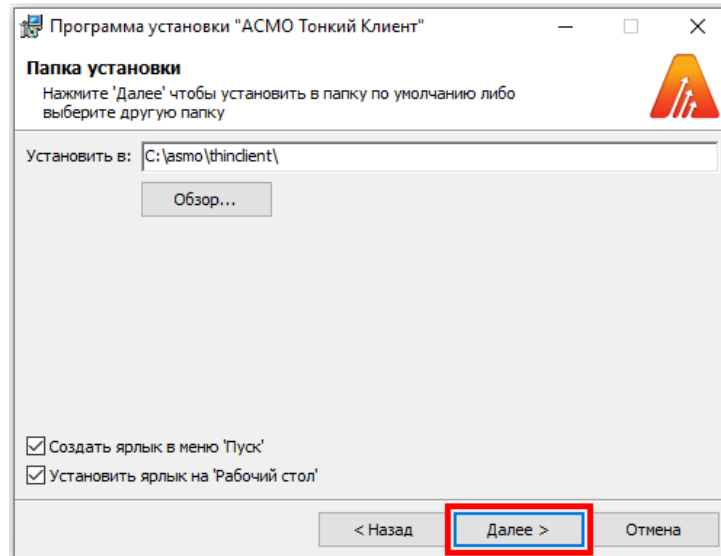 Программа установки "АСМО Тонкий Клиент"
Папка установки
Нажмите 'Далее' чтобы установить в папку по умолчанию либо
выберите другую папку
Установить в: C:\asmo\thinclient\
Обзор...
Создать ярлык в меню 'Пуск'
Установить ярлык на 'Рабочий стол'
< Назад Далее > Отмена